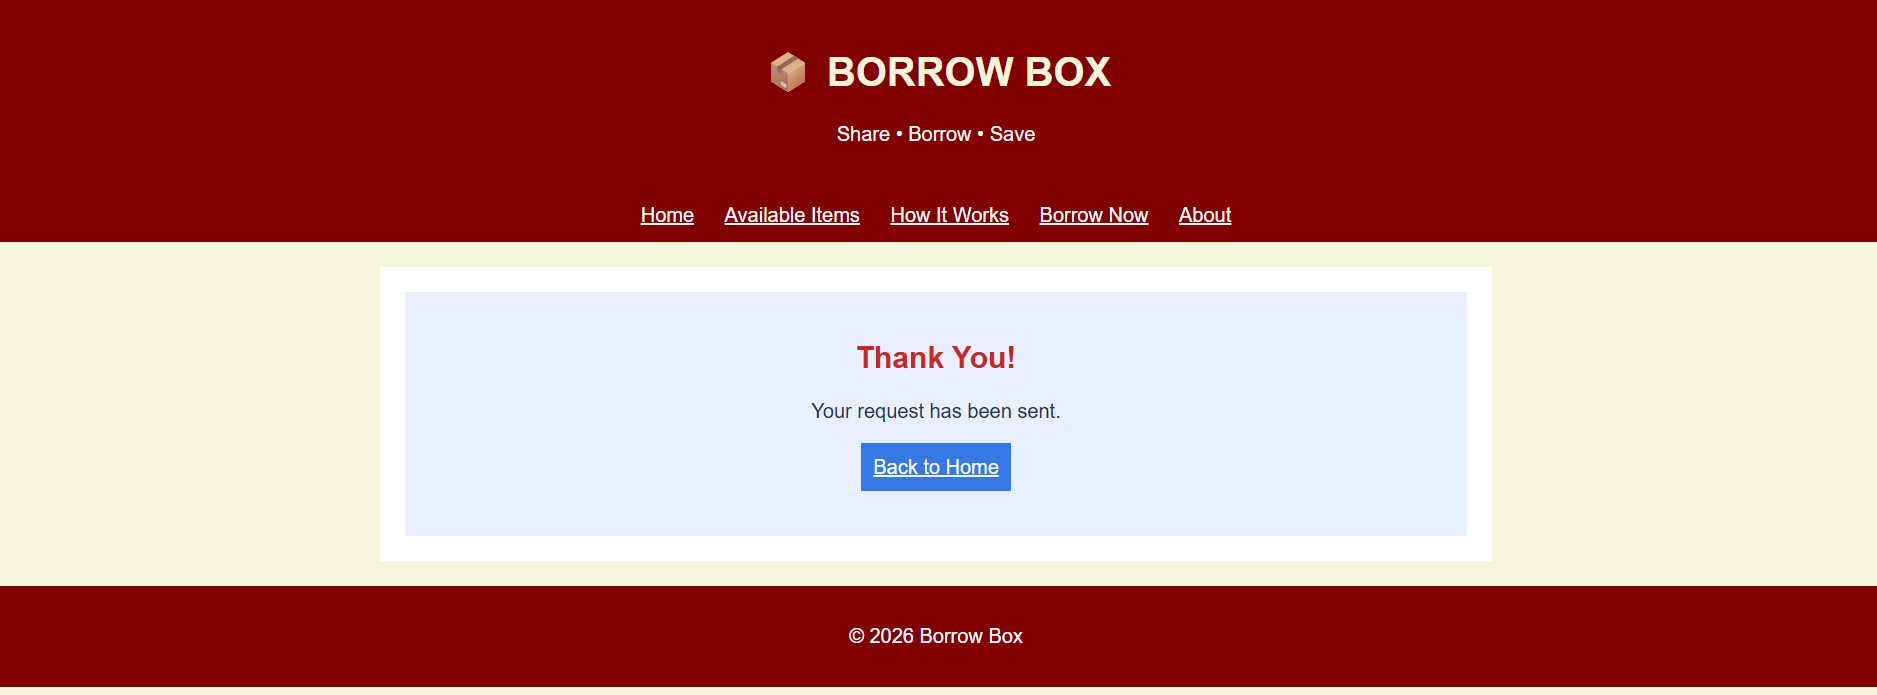 BORROW BOX
Share • Borrow • Save
Home Available Items How It Works Borrow Now About
Thank You!
Your request has been sent.
Back to Home
© 2026 Borrow Box